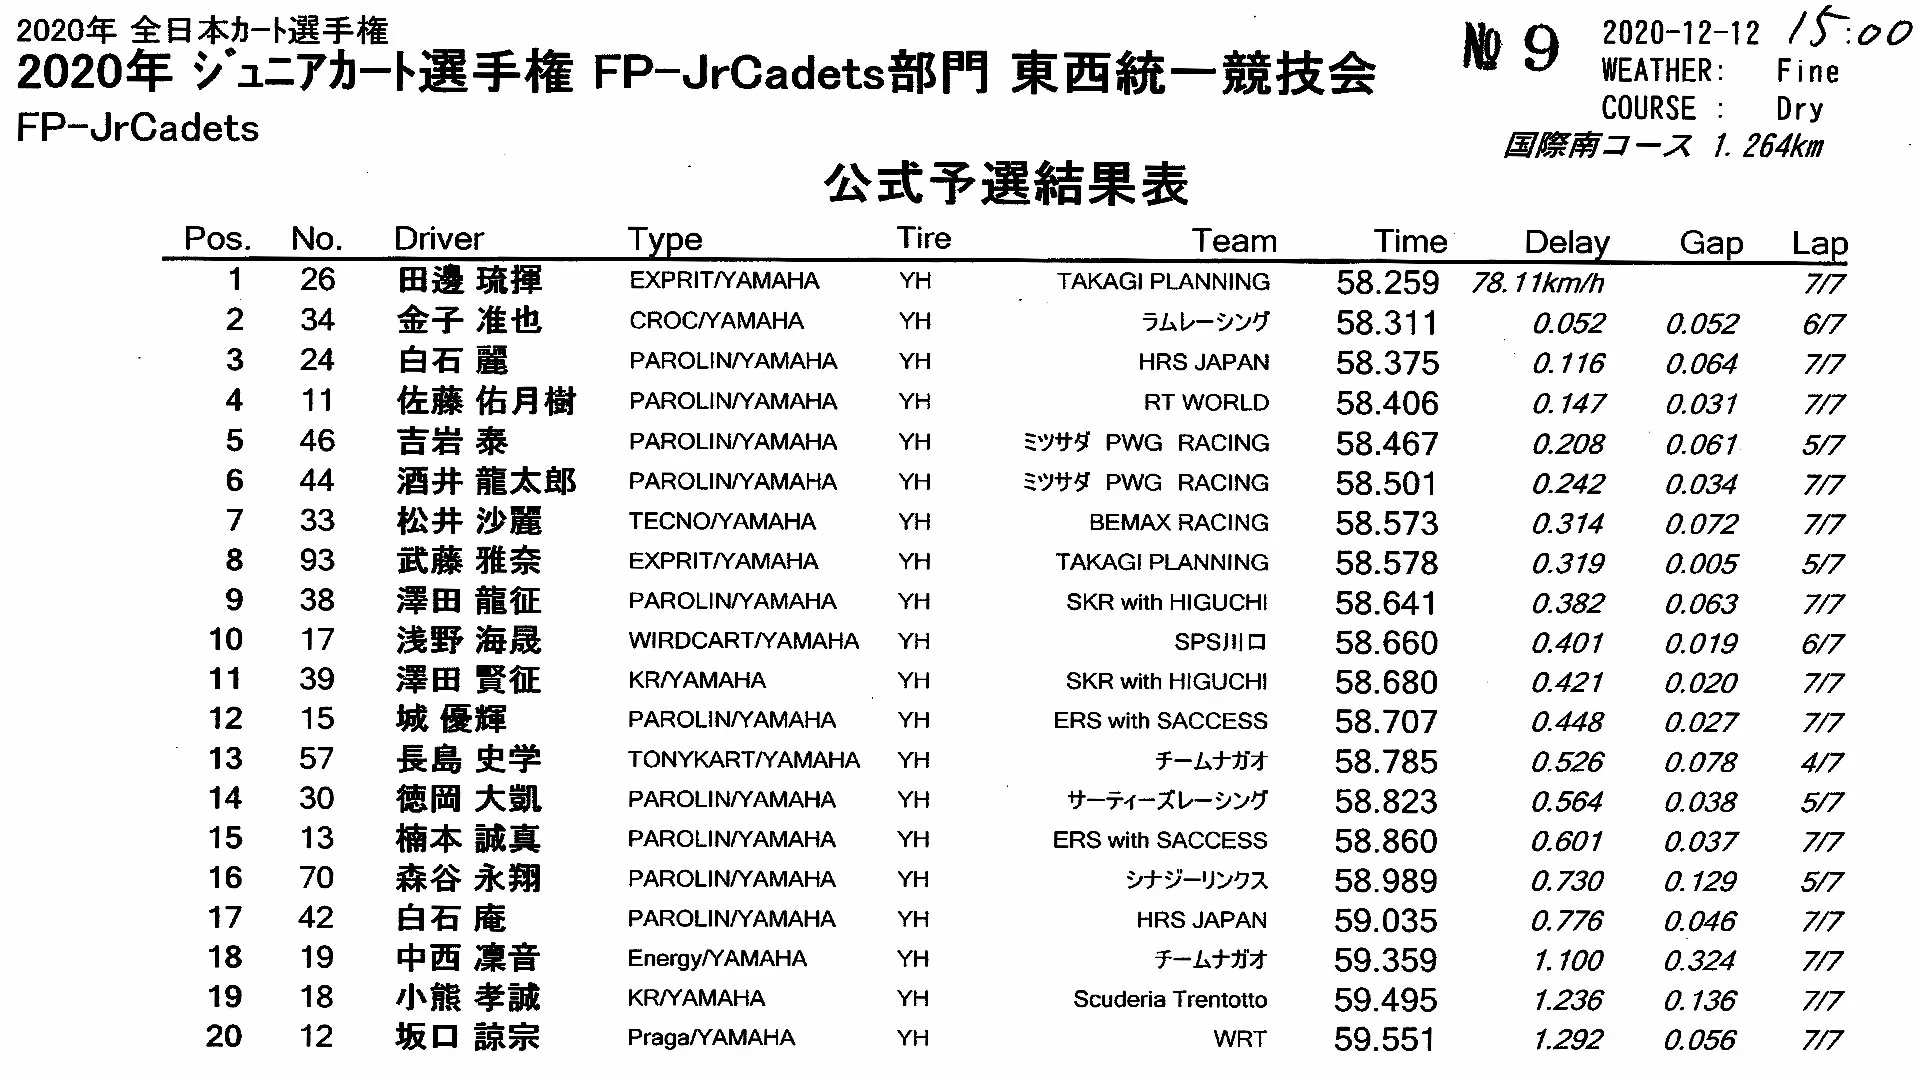 2020年 全日本カート選手権
2020年 ジュニアカート選手権 FP-JrCadets部門 東西統一競技会
FP-JrCadets
№ 9
2020-12-12 15:00
WEATHER: Fine
COURSE : Dry
国際南コース 1.264km
公式予選結果表
Pos. No. Driver Type Tire Team Time Delay Gap Lap
1 26 田邊 琉揮 EXPRIT/YAMAHA YH TAKAGI PLANNING 58.259 78.11km/h 7/7
2 34 金子 准也 CROC/YAMAHA YH ラムレーシング 58.311 0.052 0.052 6/7
3 24 白石 麗 PAROLIN/YAMAHA YH HRS JAPAN 58.375 0.116 0.064 7/7
4 11 佐藤 佑月樹 PAROLIN/YAMAHA YH RT WORLD 58.406 0.147 0.031 7/7
5 46 吉岩 泰 PAROLIN/YAMAHA YH ミツサダ PWG RACING 58.467 0.208 0.061 5/7
6 44 酒井 龍太郎 PAROLIN/YAMAHA YH ミツサダ PWG RACING 58.501 0.242 0.034 7/7
7 33 松井 沙麗 TECNO/YAMAHA YH BEMAX RACING 58.573 0.314 0.072 7/7
8 93 武藤 雅奈 EXPRIT/YAMAHA YH TAKAGI PLANNING 58.578 0.319 0.005 5/7
9 38 澤田 龍征 PAROLIN/YAMAHA YH SKR with HIGUCHI 58.641 0.382 0.063 7/7
10 17 浅野 海晟 WIRDCART/YAMAHA YH SPS川口 58.660 0.401 0.019 6/7
11 39 澤田 賢征 KR/YAMAHA YH SKR with HIGUCHI 58.680 0.421 0.020 7/7
12 15 城 優輝 PAROLIN/YAMAHA YH ERS with SACCESS 58.707 0.448 0.027 7/7
13 57 長島 史学 TONYKART/YAMAHA YH チームナガオ 58.785 0.526 0.078 4/7
14 30 徳岡 大凱 PAROLIN/YAMAHA YH サーティーズレーシング 58.823 0.564 0.038 5/7
15 13 楠本 誠真 PAROLIN/YAMAHA YH ERS with SACCESS 58.860 0.601 0.037 7/7
16 70 森谷 永翔 PAROLIN/YAMAHA YH シナジーリンクス 58.989 0.730 0.129 5/7
17 42 白石 庵 PAROLIN/YAMAHA YH HRS JAPAN 59.035 0.776 0.046 7/7
18 19 中西 凜音 Energy/YAMAHA YH チームナガオ 59.359 1.100 0.324 7/7
19 18 小熊 孝誠 KR/YAMAHA YH Scuderia Trentotto 59.495 1.236 0.136 7/7
20 12 坂口 諒宗 Praga/YAMAHA YH WRT 59.551 1.292 0.056 7/7